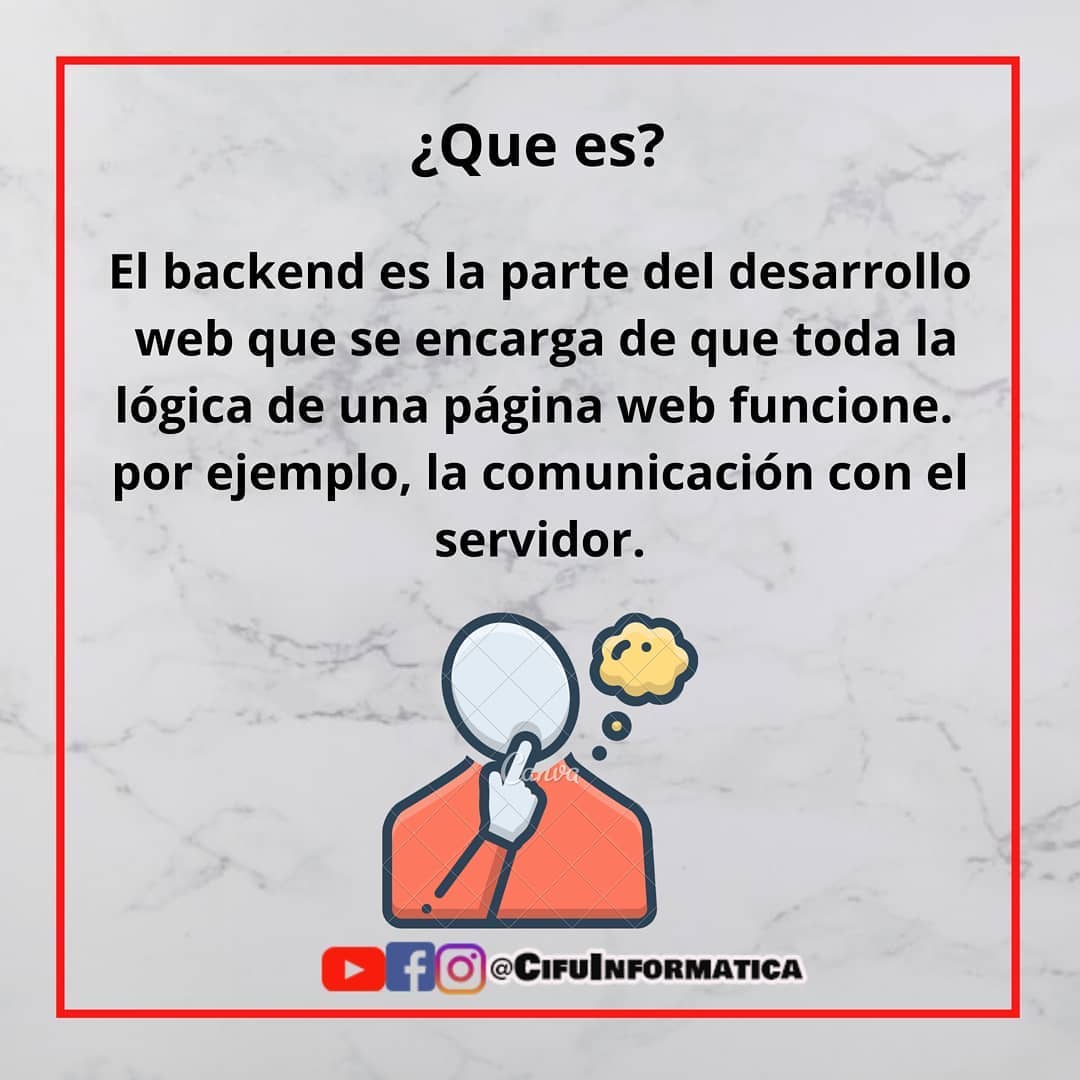 ¿Que es?
El backend es la parte del desarrollo
web que se encarga de que toda la
lógica de una página web funcione.
por ejemplo, la comunicación con el
servidor.
Canva
@CIFUINFORMATICA